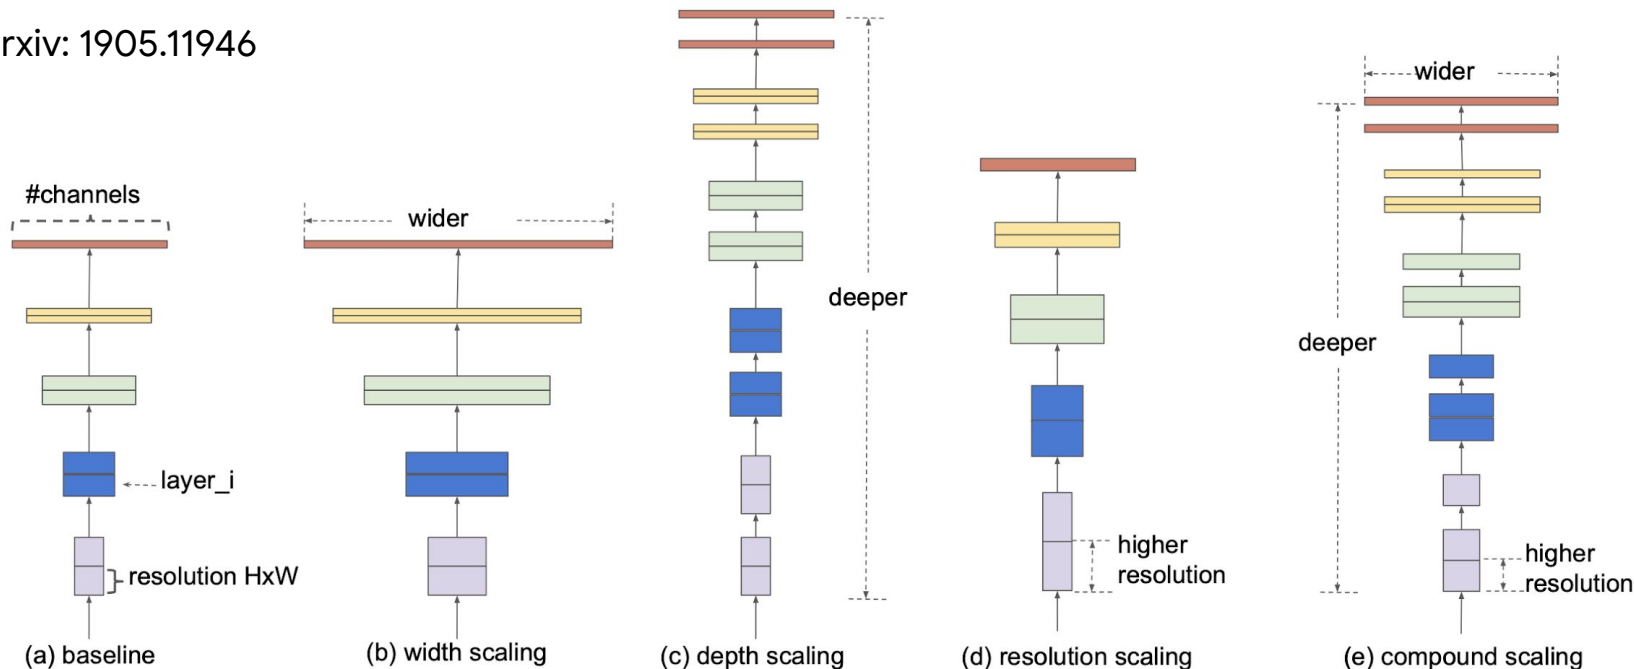 rxiv: 1905.11946
#channels
layer_i
resolution HxW
(a) baseline
wider
(b) width scaling
deeper
(c) depth scaling
higher
resolution
(d) resolution scaling
wider
deeper
higher
resolution
(e) compound scaling